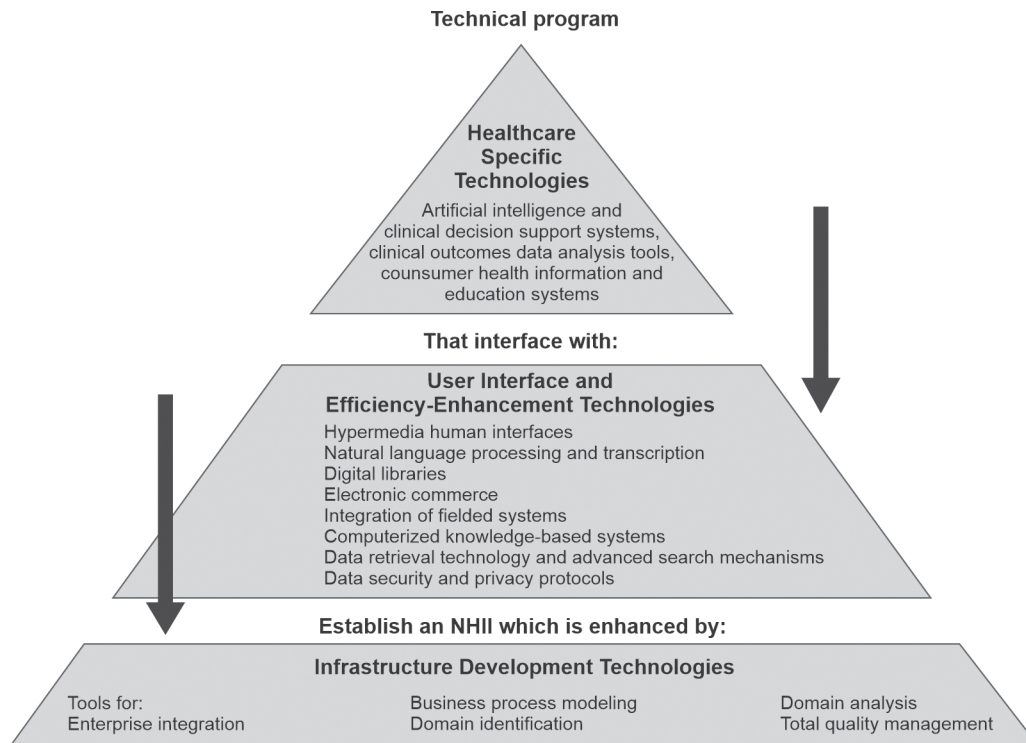 Technical program
Healthcare
Specific
Technologies
Artificial intelligence and
clinical decision support systems,
clinical outcomes data analysis tools,
counsumer health information and
education systems
That interface with:
User Interface and
Efficiency-Enhancement Technologies
Hypermedia human interfaces
Natural language processing and transcription
Digital libraries
Electronic commerce
Integration of fielded systems
Computerized knowledge-based systems
Data retrieval technology and advanced search mechanisms
Data security and privacy protocols
Establish an NHII which is enhanced by:
Infrastructure Development Technologies
Tools for:
Enterprise integration
Business process modeling
Domain identification
Domain analysis
Total quality management